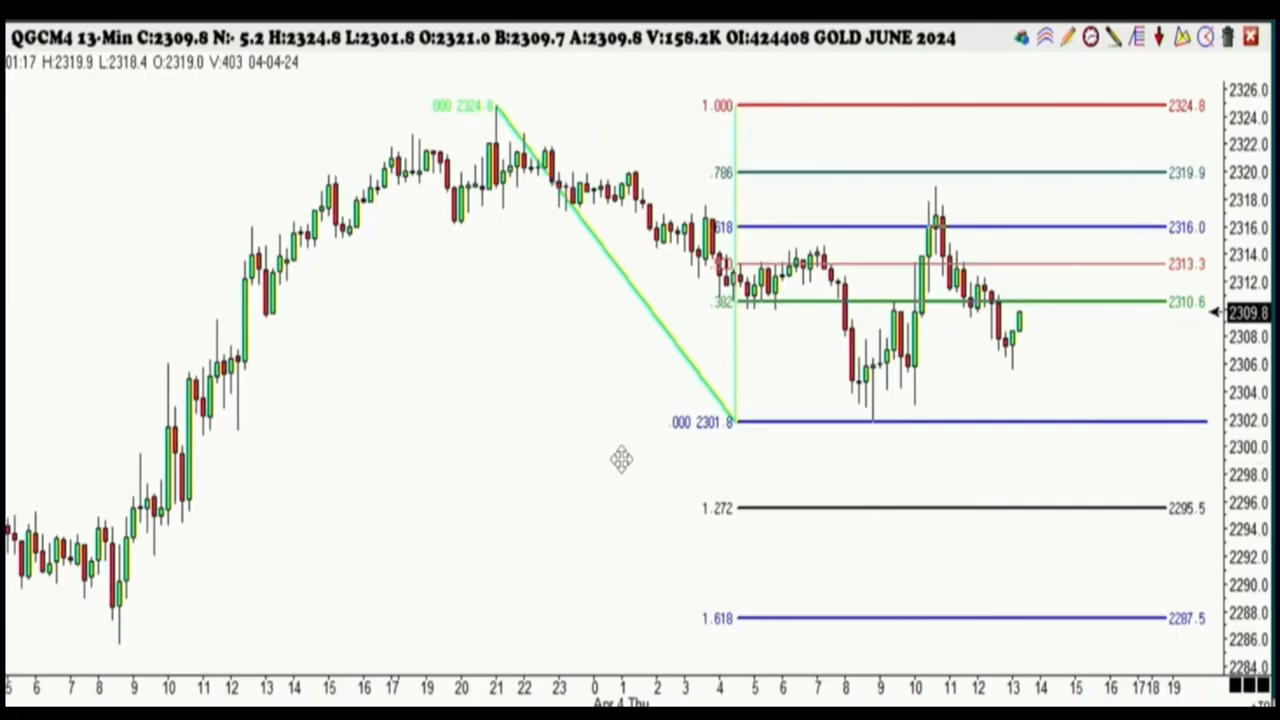 QGCM4 13-Min C:2309.8 N:- 5.2 H:2324.8 L:2301.8 O:2321.0 B:2309.7 A:2309.8 V:158.2K OI:424408 GOLD JUNE 2024
01:17 H:2319.9 L:2318.4 O:2319.0 V:403 04-04-24
2326.0
000 2324.8 1.000 2324.8
2324.0
2322.0
.786 2319.9 2320.0
2318.0
618 2316.0 2316.0
2314.0
2313.3
2312.0
.382 2310.6
2309.8
2308.0
2306.0
2304.0
.000 2301.8 2302.0
2300.0
2298.0
1.272 2295.5 2296.0
2294.0
2292.0
2290.0
1.618 2287.5 2288.0
2286.0
2284.0
5 6 7 8 9 10 11 12 13 14 15 16 17 19 20 21 22 23 0 1 2 3 5 6 7 8 9 10 11 12 13 14 15 16 1718 19
Apr 4 Thu